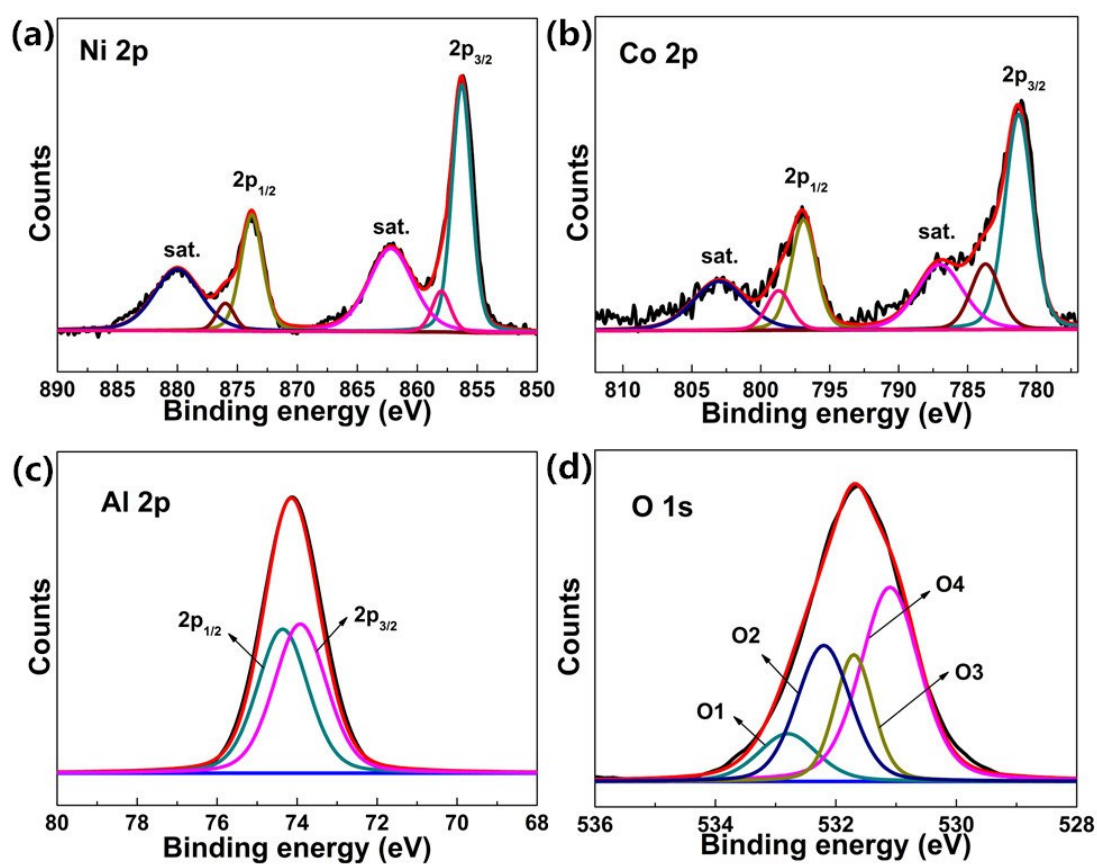 (a)
Ni 2p
2p3/2
2p1/2
sat.
sat.
Counts
890 885 880 875 870 865 860 855 850
Binding energy (eV)
(b)
Co 2p
2p3/2
2p1/2
sat.
sat.
Counts
810 805 800 795 790 785 780
Binding energy (eV)
(c)
Al 2p
2p1/2
2p3/2
Counts
80 78 76 74 72 70 68
Binding energy (eV)
(d)
O 1s
O4
O2
O3
O1
Counts
536 534 532 530 528
Binding energy (eV)